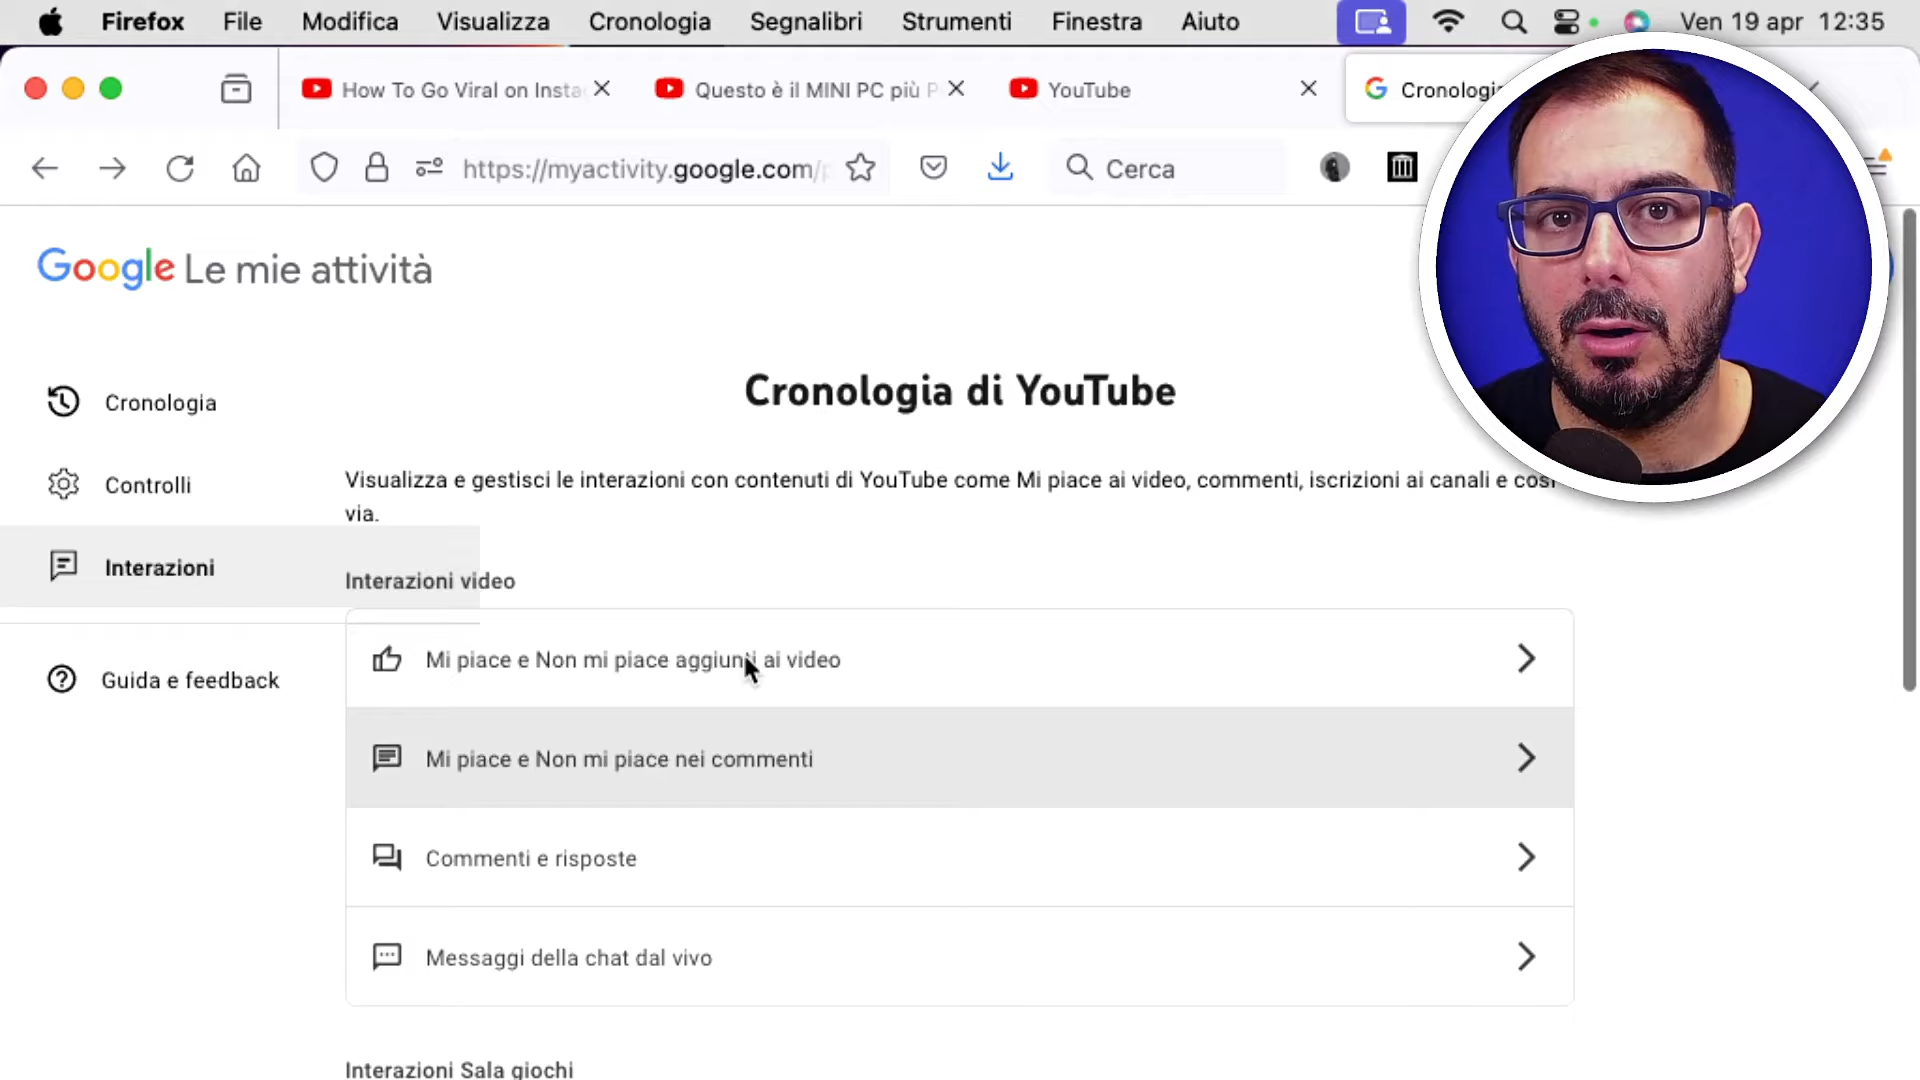 Firefox File Modifica Visualizza Cronologia Segnalibri Strumenti Finestra Aiuto Ven 19 apr 12:35
How To Go Viral on Insta Questo è il MINI PC più P YouTube Cronologia
https://myactivity.google.com/p Cerca
Google Le mie attività
Cronologia
Controlli
Interazioni
Guida e feedback
Cronologia di YouTube
Visualizza e gestisci le interazioni con contenuti di YouTube come Mi piace ai video, commenti, iscrizioni ai canali e così
via.
Interazioni video
Mi piace e Non mi piace aggiunti ai video
Mi piace e Non mi piace nei commenti
Commenti e risposte
Messaggi della chat dal vivo
Interazioni Sala giochi